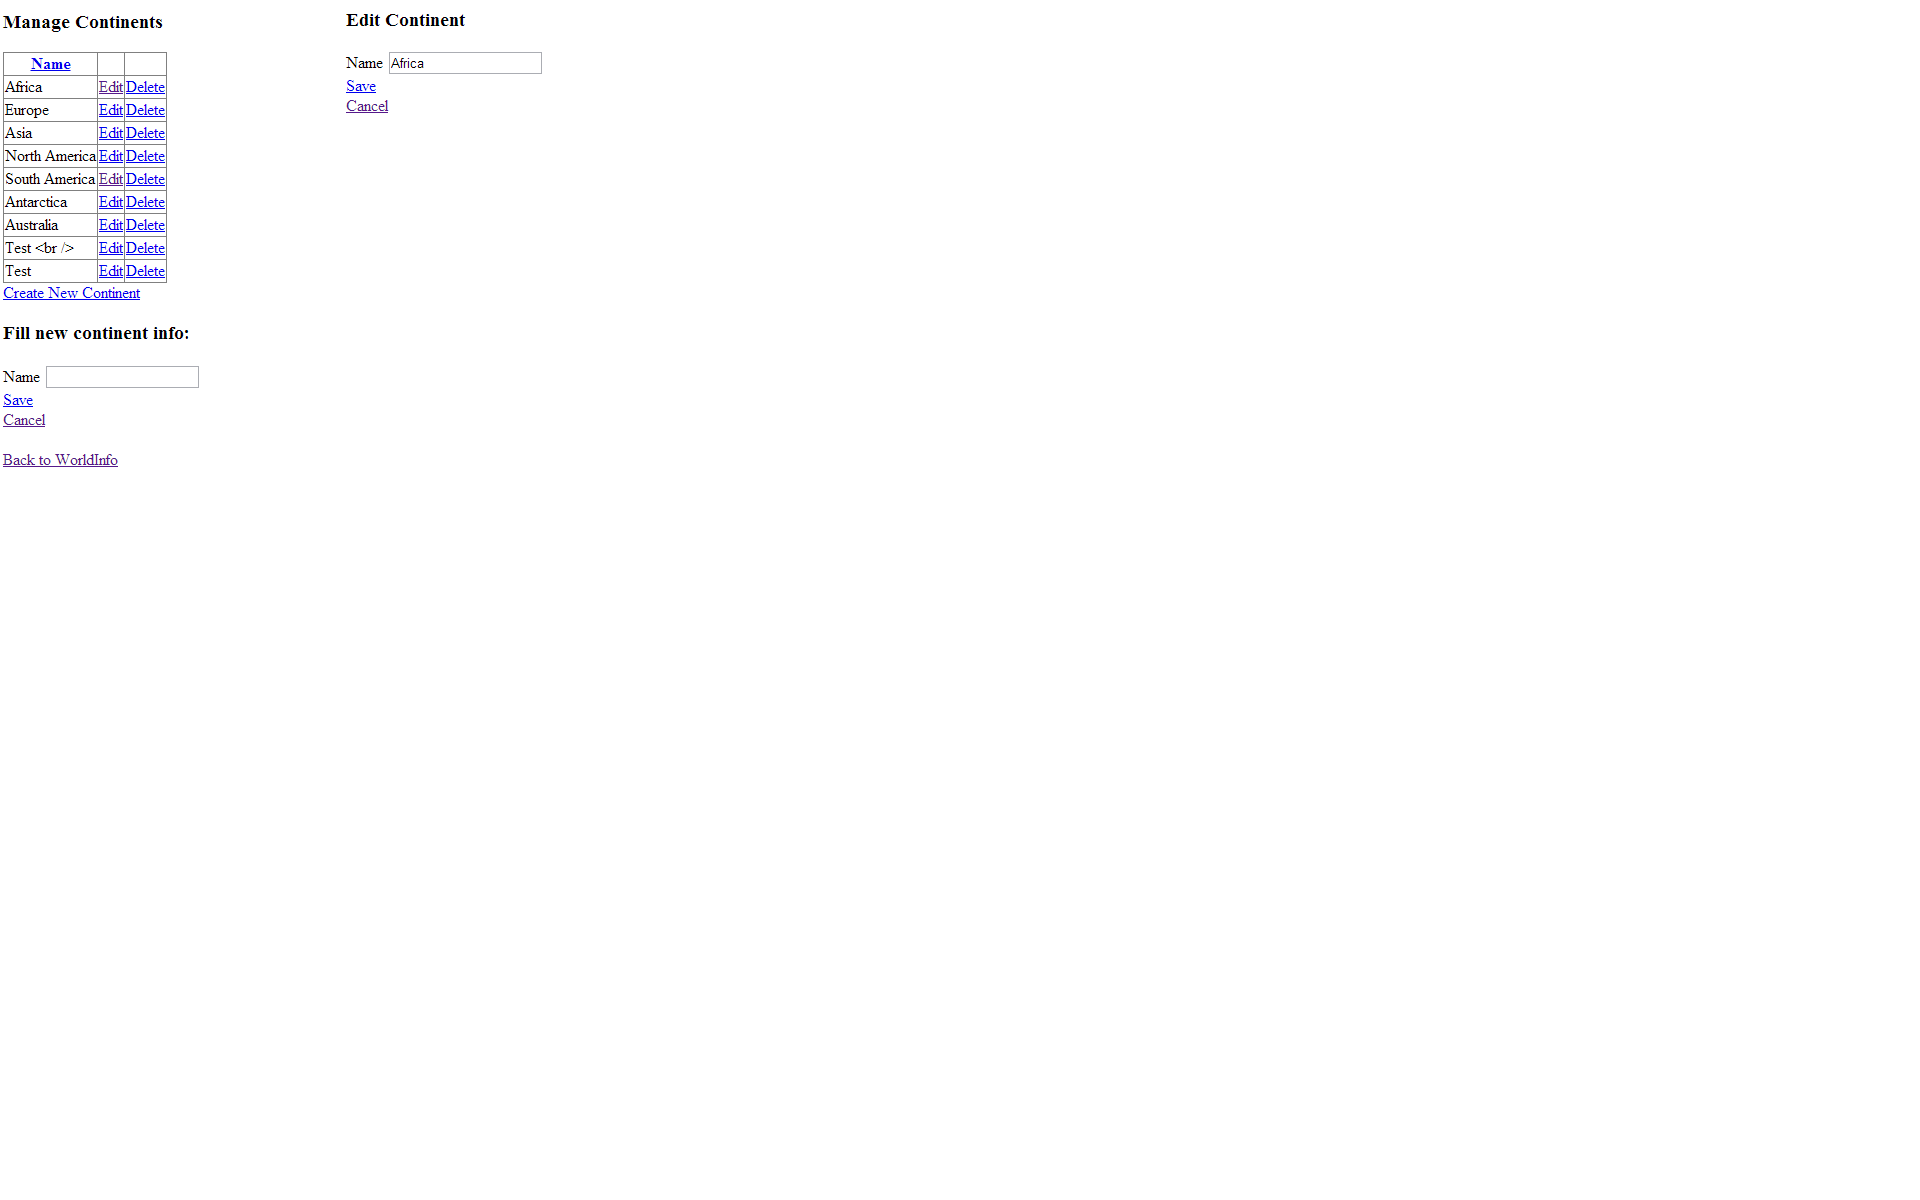 Manage Continents
Name
Africa Edit Delete
Europe Edit Delete
Asia Edit Delete
North America Edit Delete
South America Edit Delete
Antarctica Edit Delete
Australia Edit Delete
Test <br /> Edit Delete
Test Edit Delete
Create New Continent
Fill new continent info:
Name
Save
Cancel
Back to WorldInfo
Edit Continent
Name Africa
Save
Cancel